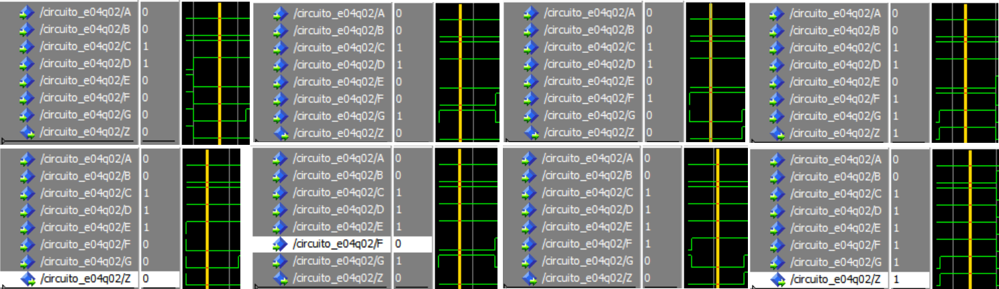 /circuito_e04q02/A 0
/circuito_e04q02/B 0
/circuito_e04q02/C 1
/circuito_e04q02/D 1
/circuito_e04q02/E 0
/circuito_e04q02/F 0
/circuito_e04q02/G 0
/circuito_e04q02/Z 0
/circuito_e04q02/A 0
/circuito_e04q02/B 0
/circuito_e04q02/C 1
/circuito_e04q02/D 1
/circuito_e04q02/E 0
/circuito_e04q02/F 0
/circuito_e04q02/G 1
/circuito_e04q02/Z 0
/circuito_e04q02/A 0
/circuito_e04q02/B 0
/circuito_e04q02/C 1
/circuito_e04q02/D 1
/circuito_e04q02/E 0
/circuito_e04q02/F 1
/circuito_e04q02/G 0
/circuito_e04q02/Z 0
/circuito_e04q02/A 0
/circuito_e04q02/B 0
/circuito_e04q02/C 1
/circuito_e04q02/D 1
/circuito_e04q02/E 0
/circuito_e04q02/F 1
/circuito_e04q02/G 1
/circuito_e04q02/Z 1
/circuito_e04q02/A 0
/circuito_e04q02/B 0
/circuito_e04q02/C 1
/circuito_e04q02/D 1
/circuito_e04q02/E 1
/circuito_e04q02/F 0
/circuito_e04q02/G 0
/circuito_e04q02/Z 0
/circuito_e04q02/A 0
/circuito_e04q02/B 0
/circuito_e04q02/C 1
/circuito_e04q02/D 1
/circuito_e04q02/E 1
/circuito_e04q02/F 0
/circuito_e04q02/G 1
/circuito_e04q02/Z 0
/circuito_e04q02/A 0
/circuito_e04q02/B 0
/circuito_e04q02/C 1
/circuito_e04q02/D 1
/circuito_e04q02/E 1
/circuito_e04q02/F 1
/circuito_e04q02/G 0
/circuito_e04q02/Z 0
/circuito_e04q02/A 0
/circuito_e04q02/B 0
/circuito_e04q02/C 1
/circuito_e04q02/D 1
/circuito_e04q02/E 1
/circuito_e04q02/F 1
/circuito_e04q02/G 1
/circuito_e04q02/Z 1